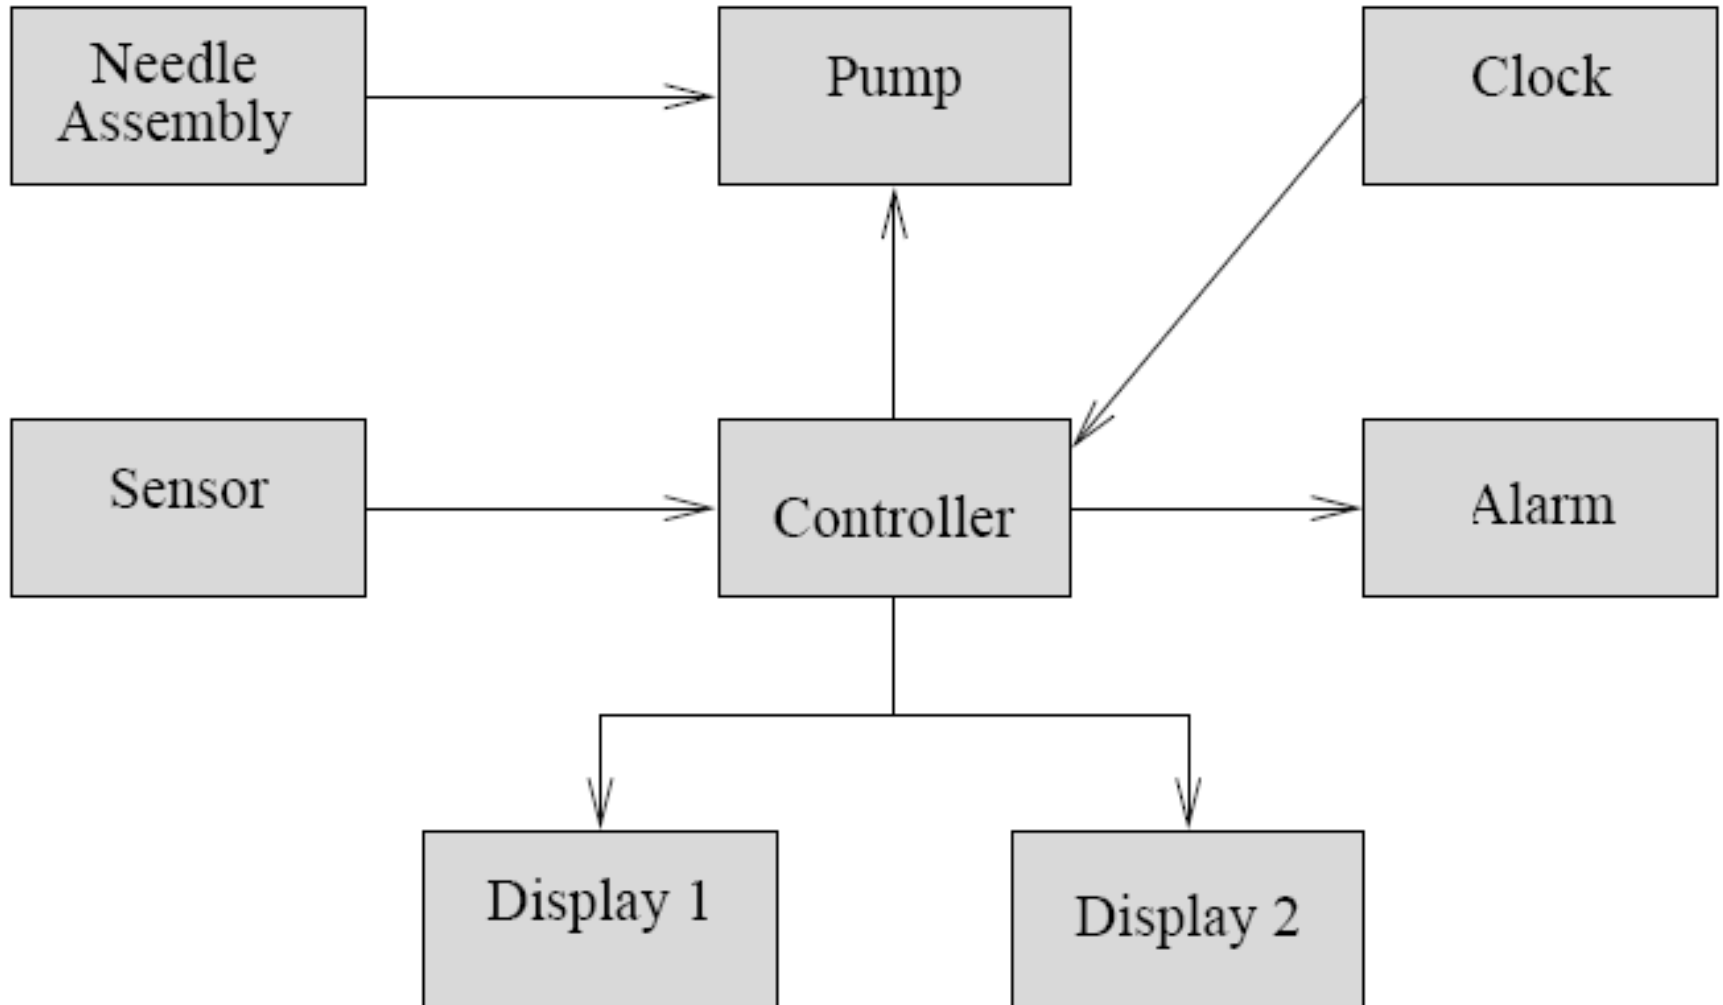 Needle
Assembly
Pump
Clock
Sensor
Controller
Alarm
Display 1
Display 2